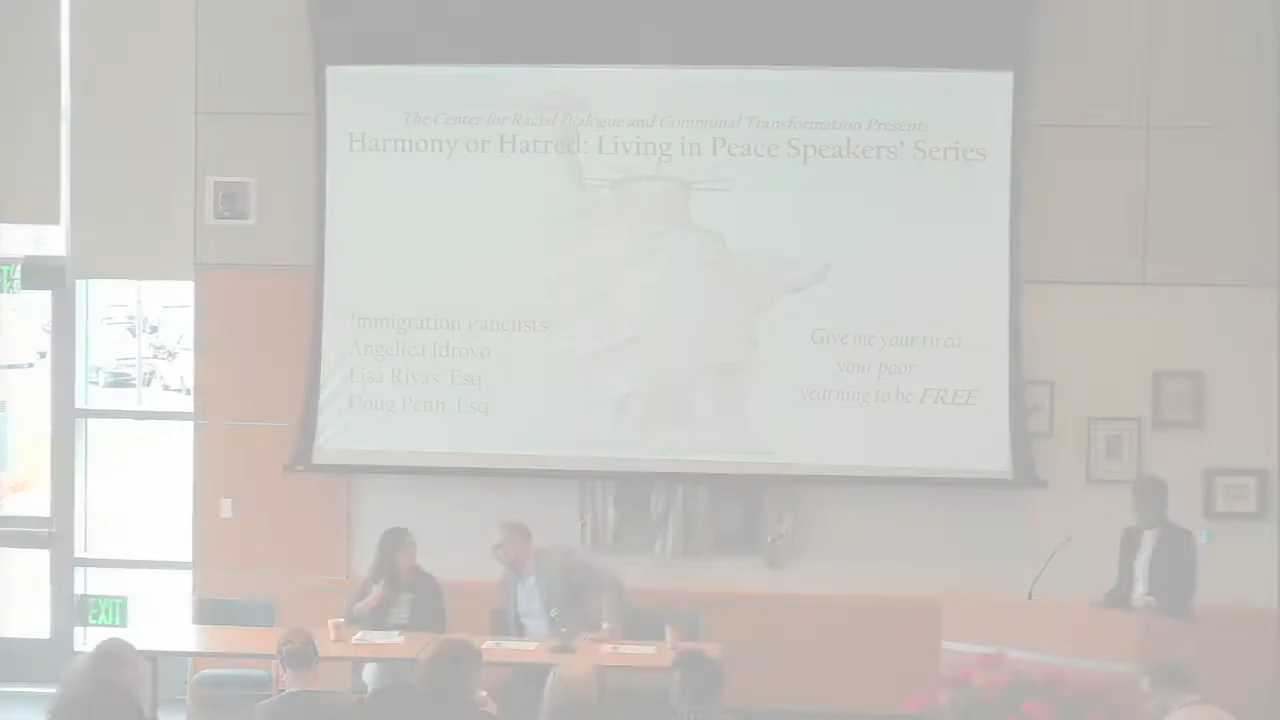 The Center for Racial Dialogue and Communal Transformation Presents
Harmony or Hatred: Living in Peace Speakers' Series
Immigration Panelists
Angelica Idrovo
Lisa Rivas, Esq
Doug Penn, Esq
Give me your tired
your poor
yearning to be FREE
EXIT